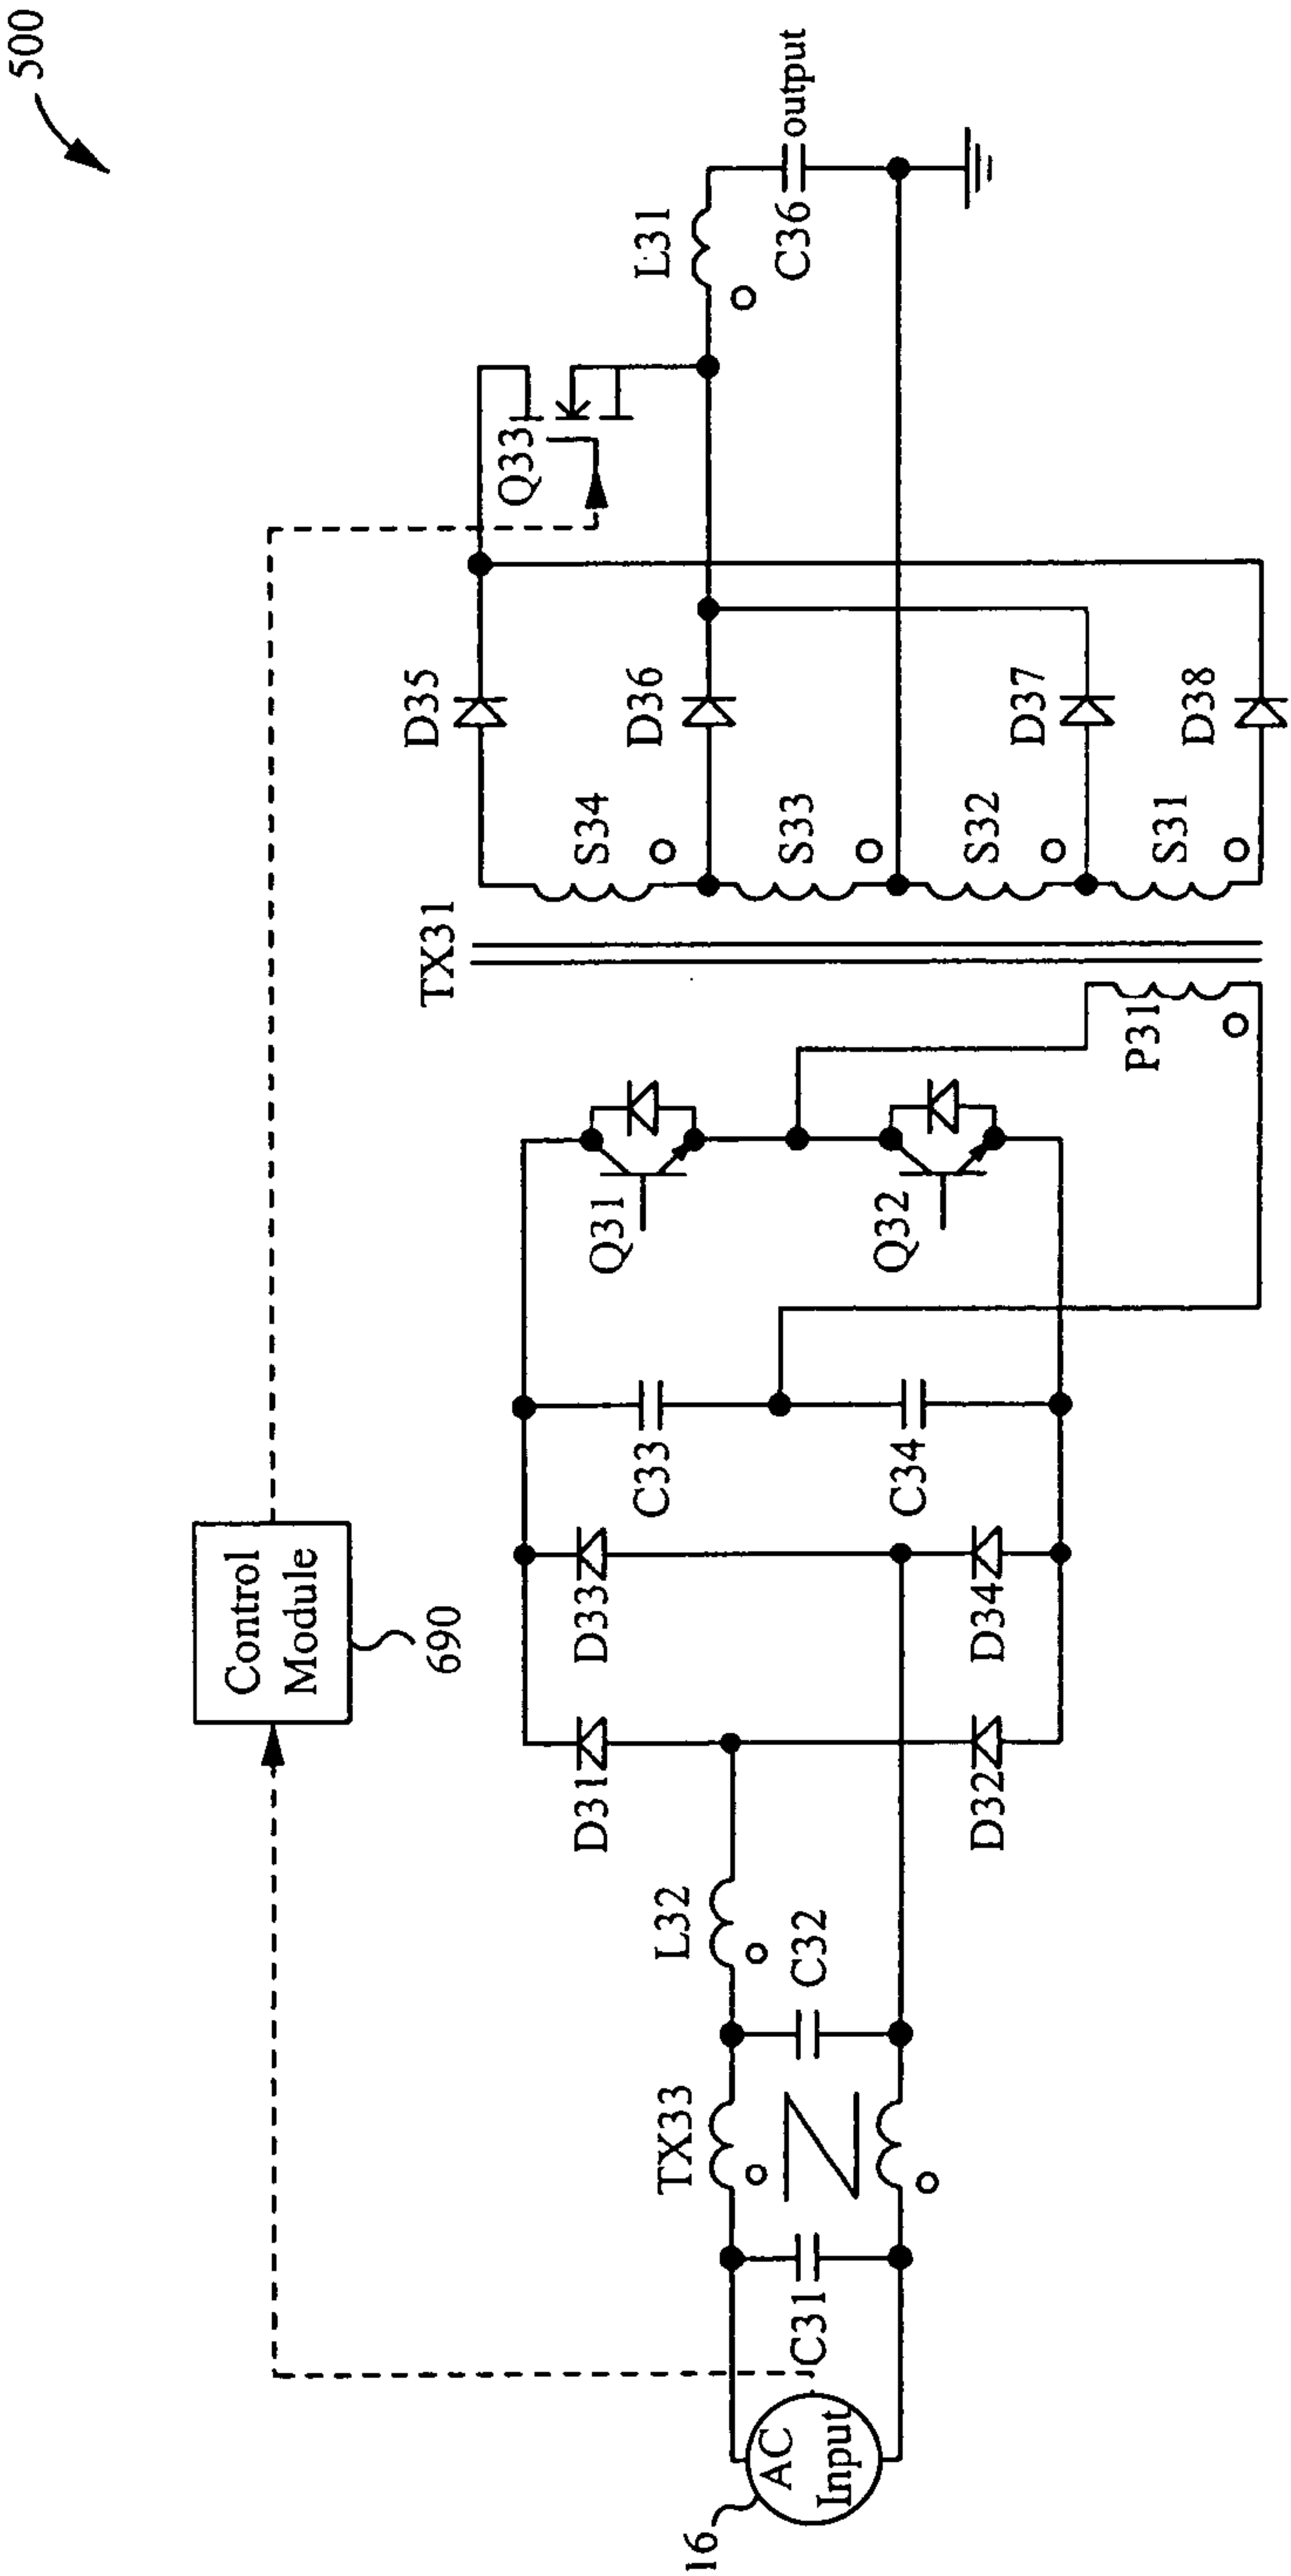 500
Control
Module
690
TX31
D35
Q33
S34
D36
L31
output
C36
S33
S32
D37
S31
D38
P31
Q31
Q32
C33
C34
D31
D33
D32
D34
L32
TX33
C32
C31
AC
Input
16